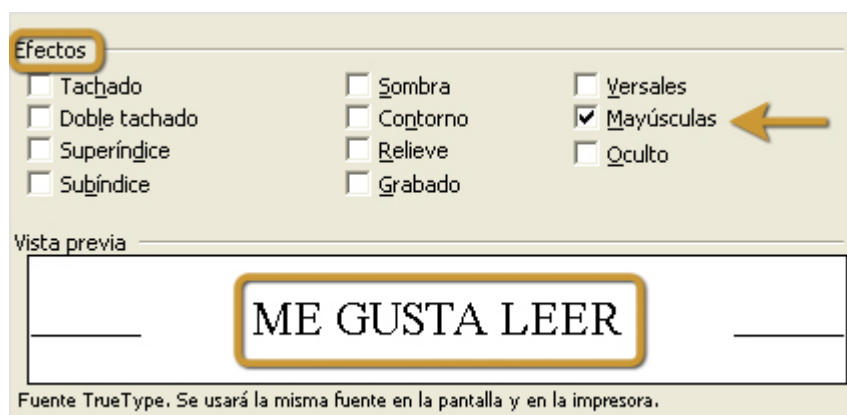 Efectos
Tachado
Doble tachado
Superíndice
Subíndice
Sombra
Contorno
Relieve
Grabado
Versales
Mayúsculas
Oculto
Vista previa
ME GUSTA LEER
Fuente TrueType. Se usará la misma fuente en la pantalla y en la impresora.